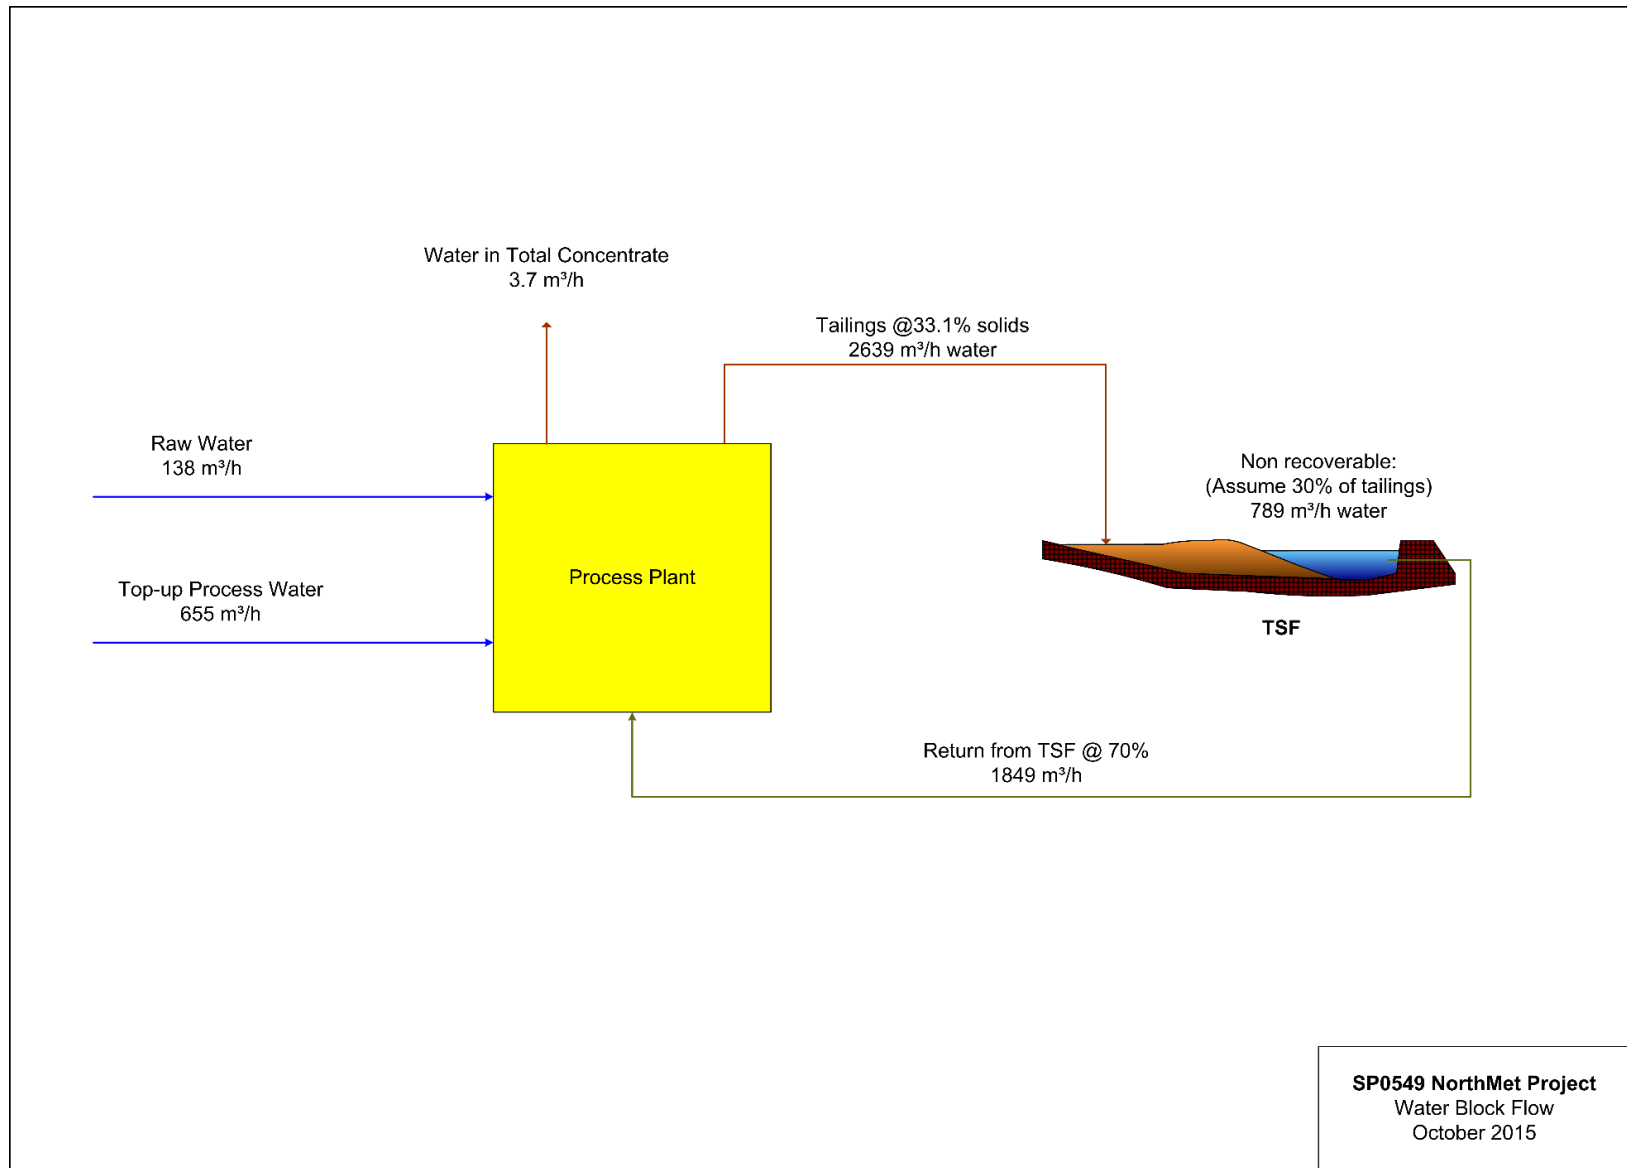 Water in Total Concentrate
3.7 m³/h
Tailings @33.1% solids
2639 m³/h water
Raw Water
138 m³/h
Non recoverable:
(Assume 30% of tailings)
789 m³/h water
Top-up Process Water
655 m³/h
Process Plant
TSF
Return from TSF @ 70%
1849 m³/h
SP0549 NorthMet Project
Water Block Flow
October 2015